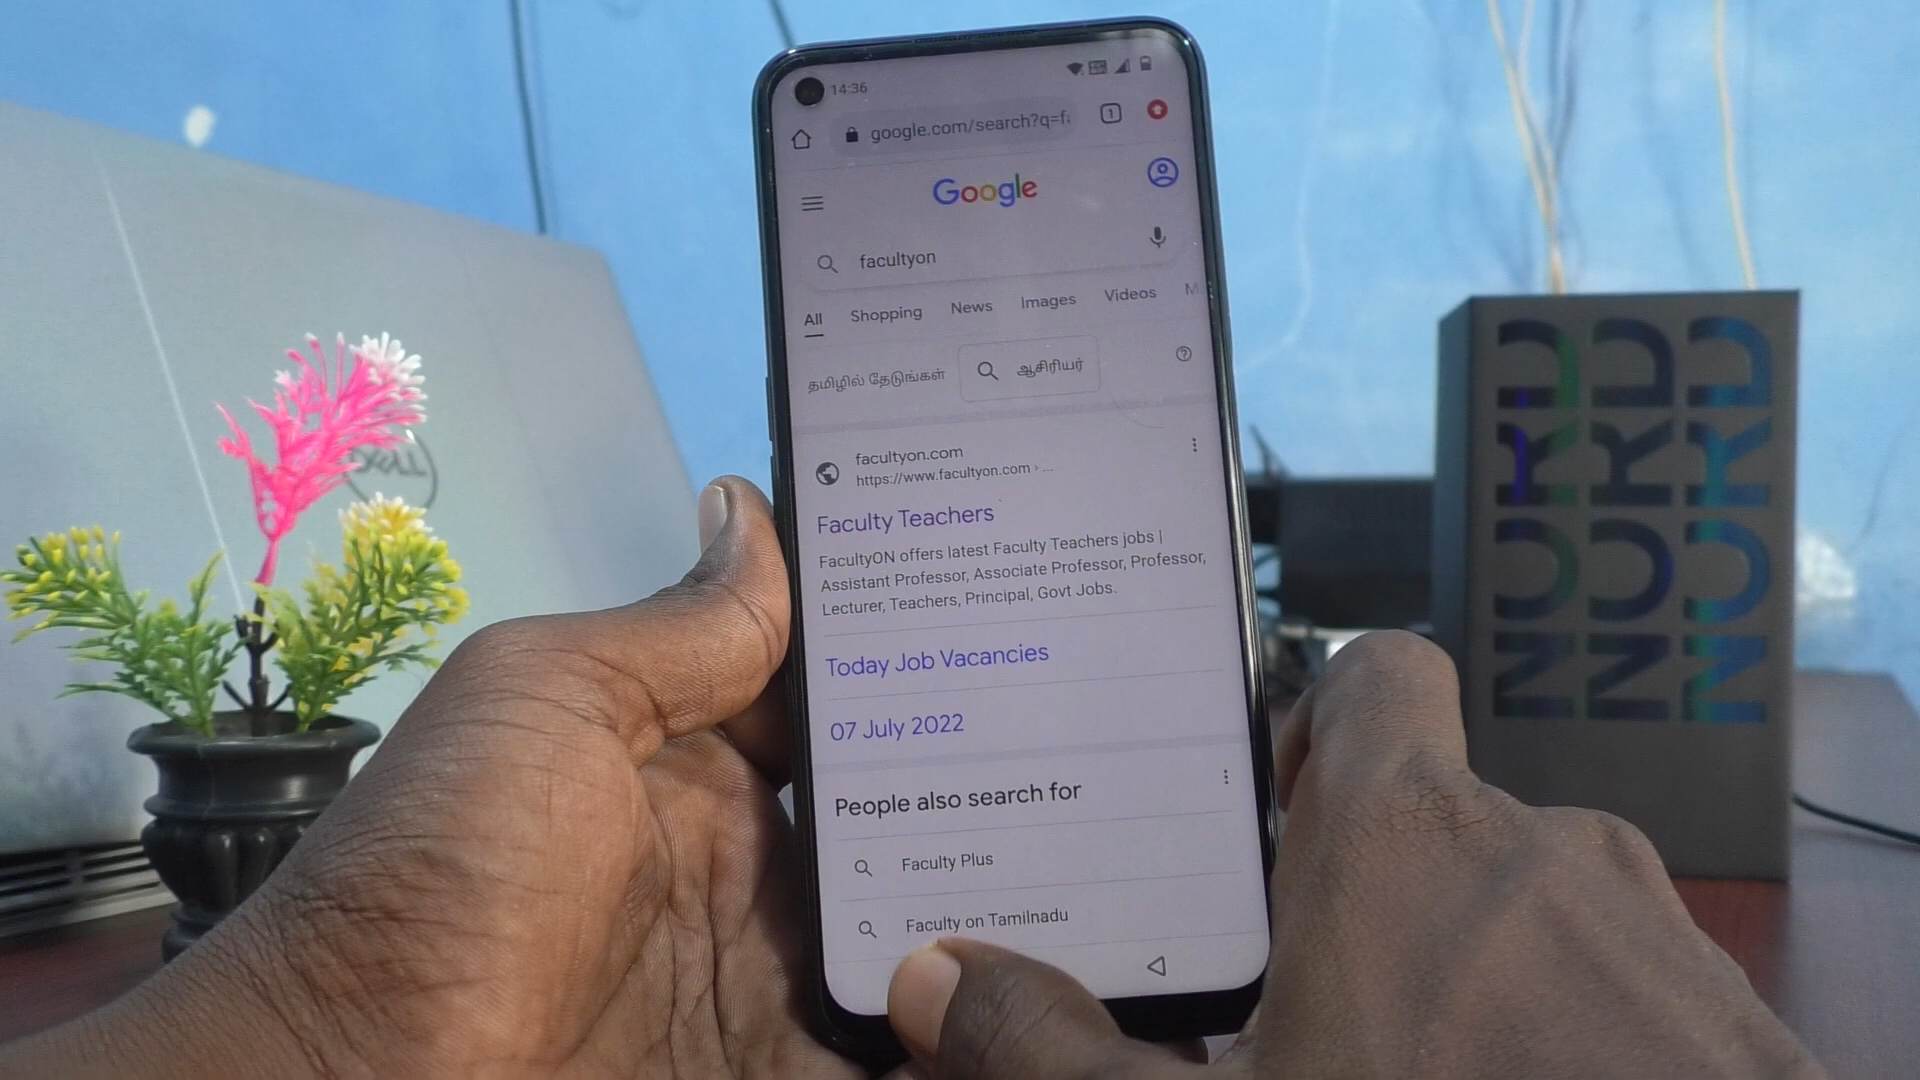 14:36
google.com/search?q=f
1
Google
facultyon
All Shopping News Images Videos M
தமிழில் தேடுங்கள் ஆசிரியர்
facultyon.com
https://www.facultyon.com › ...
Faculty Teachers
FacultyON offers latest Faculty Teachers jobs |
Assistant Professor, Associate Professor, Professor,
Lecturer, Teachers, Principal, Govt Jobs.
Today Job Vacancies
07 July 2022
People also search for
Faculty Plus
Faculty on Tamilnadu
DELL
NORD
NORD
NORD